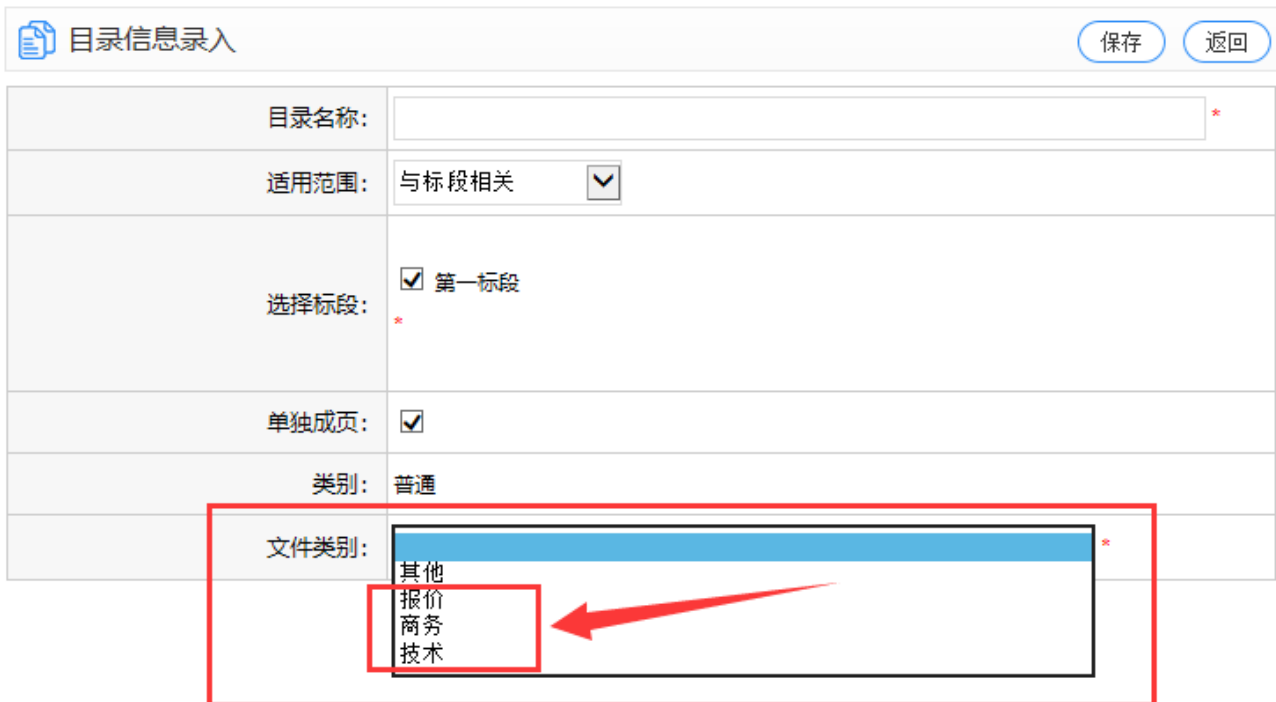 目录信息录入
保存
返回
目录名称:
*
适用范围: 与标段相关
选择标段: 第一标段
*
单独成页:
类别: 普通
文件类别:
*
其他
报价
商务
技术